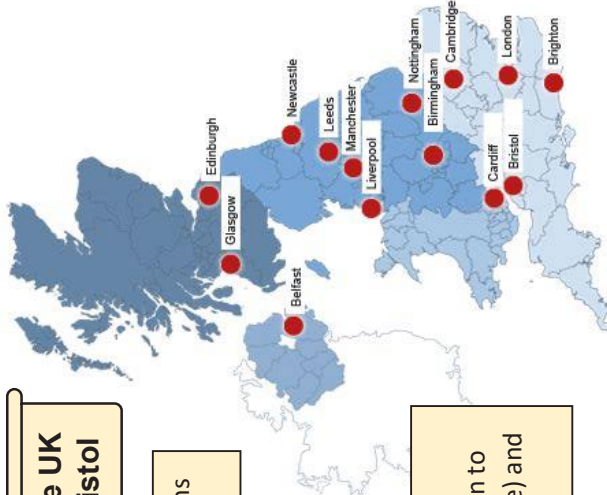 e UK
istol
ns
n to
e) and
Edinburgh
Glasgow
Belfast
Newcastle
Leeds
Manchester
Liverpool
Nottingham
Birmingham
Cambridge
London
Brighton
Cardiff
Bristol